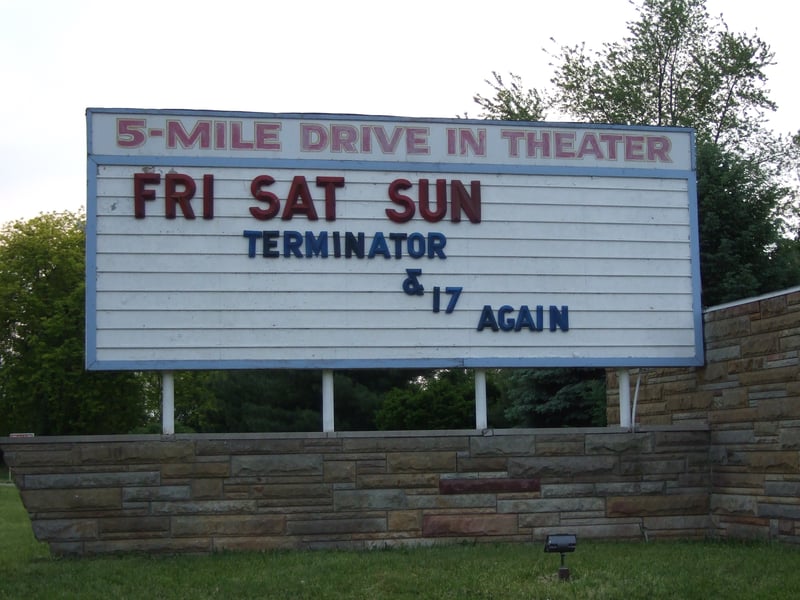 5-MILE DRIVE IN THEATER
FRI SAT SUN
TERMINATOR
&
17
AGAIN